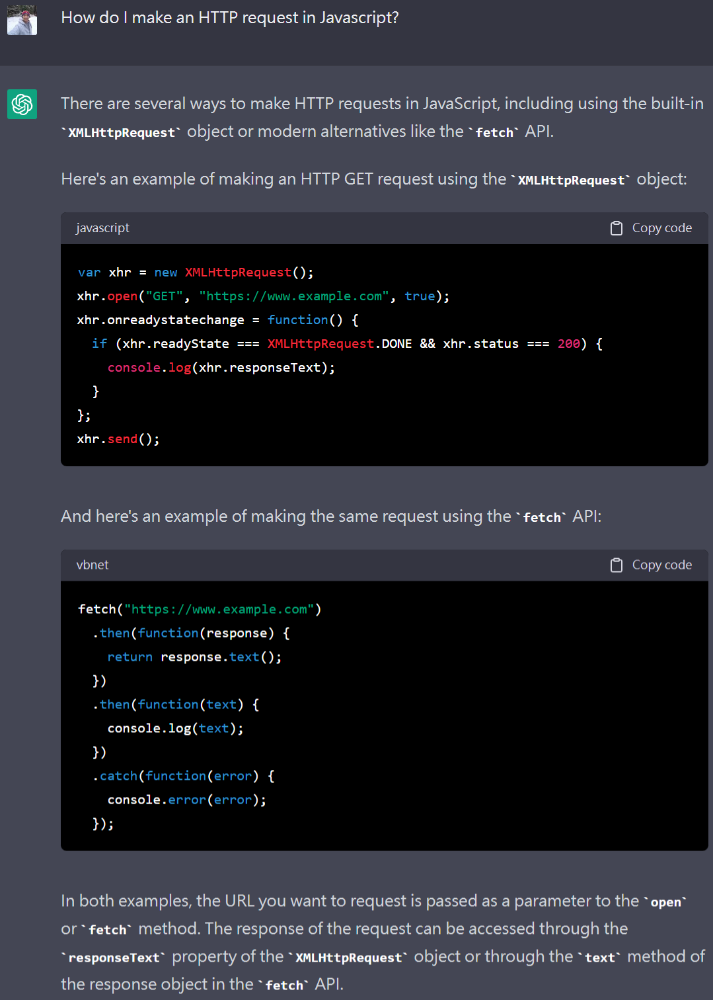 How do I make an HTTP request in Javascript?
There are several ways to make HTTP requests in JavaScript, including using the built-in
`XMLHttpRequest` object or modern alternatives like the `fetch` API.
Here's an example of making an HTTP GET request using the `XMLHttpRequest` object:
javascript Copy code
var xhr = new XMLHttpRequest();
xhr.open("GET", "https://www.example.com", true);
xhr.onreadystatechange = function() {
  if (xhr.readyState === XMLHttpRequest.DONE && xhr.status === 200) {
    console.log(xhr.responseText);
  }
};
xhr.send();
And here's an example of making the same request using the `fetch` API:
vbnet Copy code
fetch("https://www.example.com")
  .then(function(response) {
    return response.text();
  })
  .then(function(text) {
    console.log(text);
  })
  .catch(function(error) {
    console.error(error);
  });
In both examples, the URL you want to request is passed as a parameter to the `open`
or `fetch` method. The response of the request can be accessed through the
`responseText` property of the `XMLHttpRequest` object or through the `text` method of
the response object in the `fetch` API.